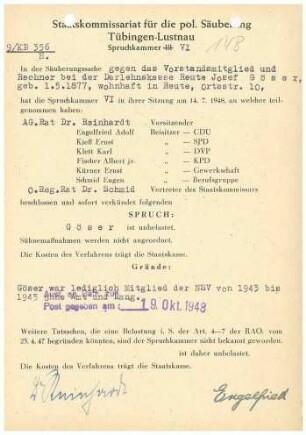 Staatskommissariat für die pol. Säuberung
Tübingen-Lustnau
Spruchkammer III VI
148
9/KB 356
R.
In der Säuberungssache gegen das Vorstandsmitglied und
Rechner bei der Darlehnskasse Reute Josef Göser,
geb. 1.5.1877, wohnhaft in Reute, Ortsstr. 10,
hat die Spruchkammer VI in ihrer Sitzung am 14.7.1948, an welcher teil-
genommen haben:
AG.Rat Dr. Reinhardt Vorsitzender
Engelfried Adolf Beisitzer — CDU
Kieff Ernst „ — SPD
Klett Karl „ — DVP
Fischer Albert jr. „ — KPD
Kürner Ernst „ — Gewerkschaft
Schmid Eugen „ — Berufsgruppe
O.Reg.Rat Dr. Schmid Vertreter des Staatskommissars
beschlossen und sofort verkündet folgenden
SPRUCH:
Göser ist unbelastet.
Sühnemaßnahmen werden nicht angeordnet.
Die Kosten des Verfahrens trägt die Staatskasse.
Gründe:
Göser war lediglich Mitglied der NSV von 1943 bis
1945 ohne Amt und Rang.
Post gegeben am: 19. Okt. 1948
Weitere Tatsachen, die eine Belastung i. S. der Art. 4—7 der RAO. vom
25. 4. 47 begründen könnten, sind der Spruchkammer nicht bekannt geworden.
ist daher unbelastet.
Die Kosten des Verfahrens trägt die Staatskasse.
Dr Reinhardt Engelfried